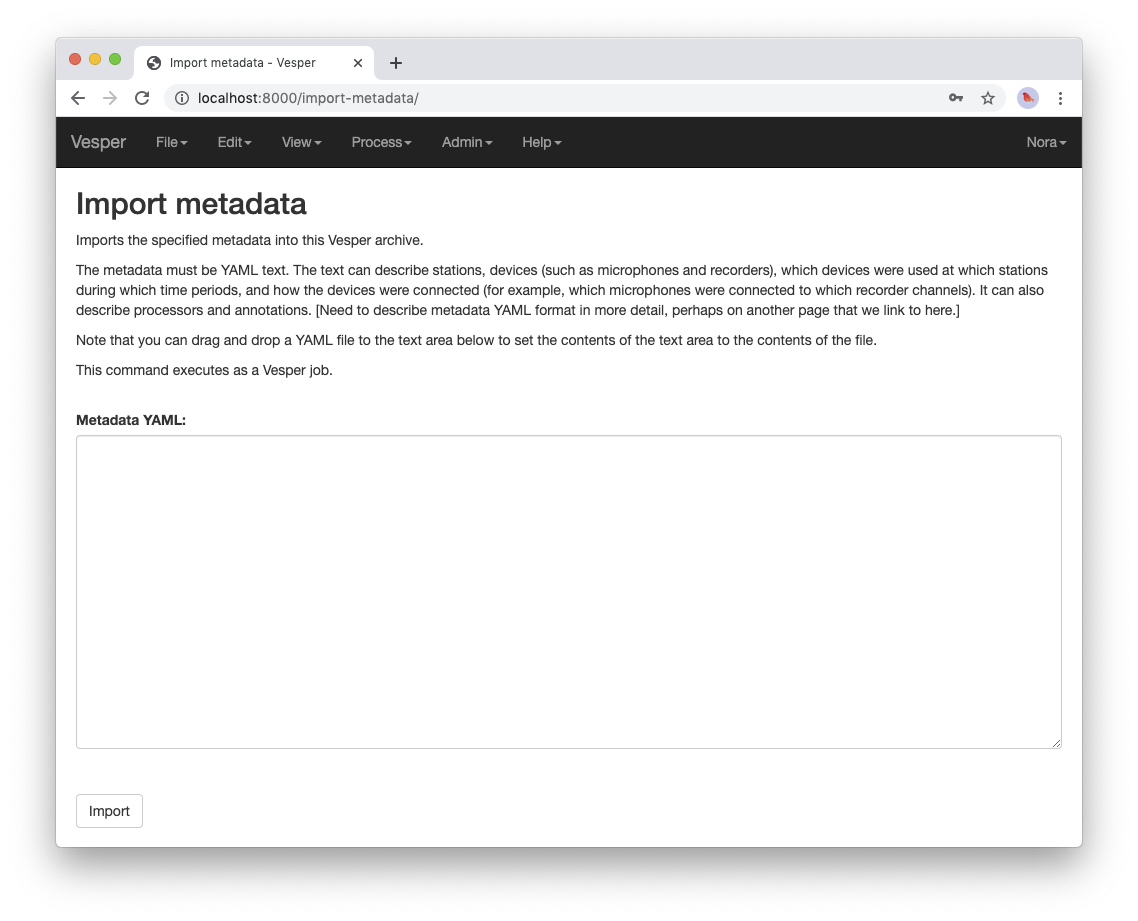 Import metadata - Vesper
localhost:8000/import-metadata/
Vesper File Edit View Process Admin Help Nora
Import metadata
Imports the specified metadata into this Vesper archive.
The metadata must be YAML text. The text can describe stations, devices (such as microphones and recorders), which devices were used at which stations
during which time periods, and how the devices were connected (for example, which microphones were connected to which recorder channels). It can also
describe processors and annotations. [Need to describe metadata YAML format in more detail, perhaps on another page that we link to here.]
Note that you can drag and drop a YAML file to the text area below to set the contents of the text area to the contents of the file.
This command executes as a Vesper job.
Metadata YAML:
Import